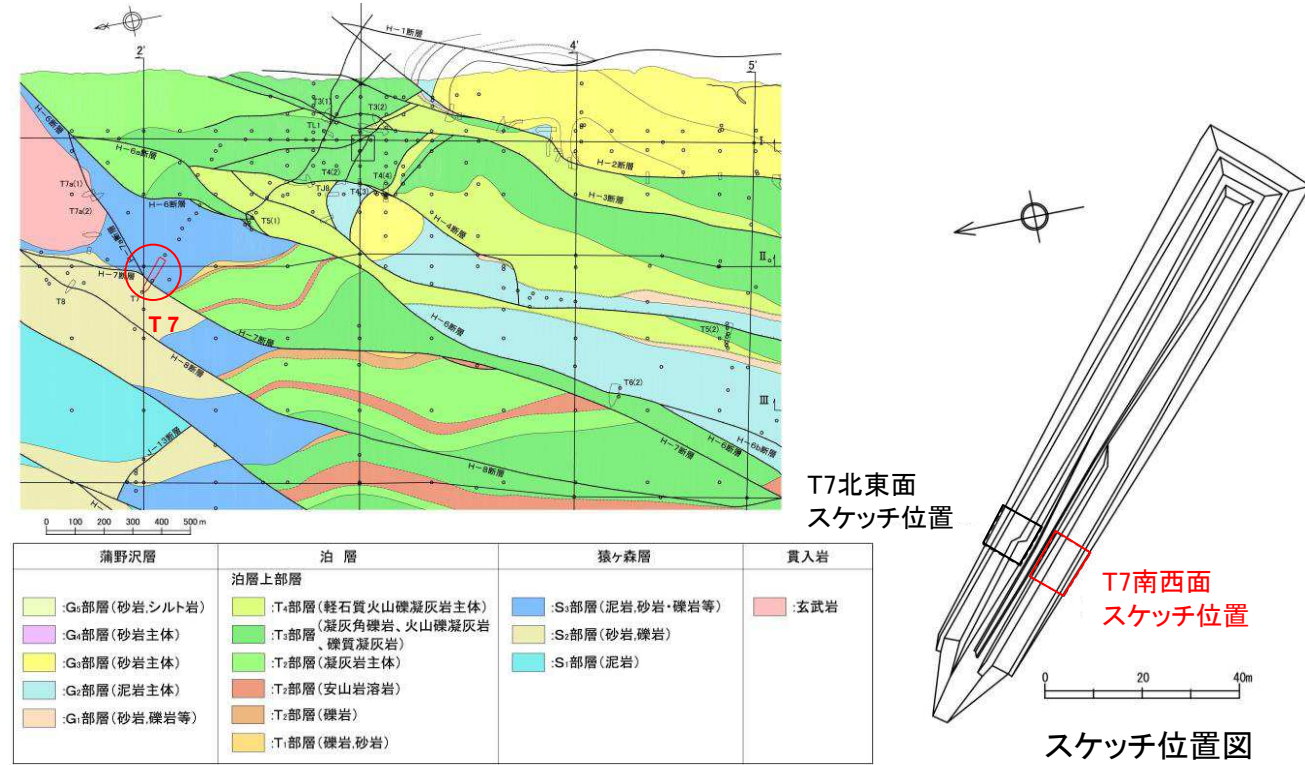 2'
4'
5'
H-1断層
T3(1)
T3(2)
TL1
H-6断層
H-6a断層
T4(2)
T4(4)
TJ8
T4(3)
H-2断層
H-3断層
I
T7a(1)
T7a(2)
H-6断層
T5(1)
H-4断層
II
H-7断層
T8
T7
T7
H-7断層
H-6断層
T5(2)
H-8断層
T6(2)
III
J-13断層
H-8断層
H-7断層
H-6断層
H-6b断層
0 100 200 300 400 500m
蒲野沢層
:G₅部層(砂岩,シルト岩)
:G₄部層(砂岩主体)
:G₃部層(砂岩主体)
:G₂部層(泥岩主体)
:G₁部層(砂岩,礫岩等)
泊 層
泊層上部層
:T₄部層(軽石質火山礫凝灰岩主体)
:T₃部層(凝灰角礫岩、火山礫凝灰岩
、礫質凝灰岩)
:T₂部層(凝灰岩主体)
:T₂部層(安山岩溶岩)
:T₂部層(礫岩)
:T₁部層(礫岩,砂岩)
猿ヶ森層
:S₃部層(泥岩,砂岩・礫岩等)
:S₂部層(砂岩,礫岩)
:S₁部層(泥岩)
貫入岩
:玄武岩
T7北東面
スケッチ位置
T7南西面
スケッチ位置
0 20 40m
スケッチ位置図